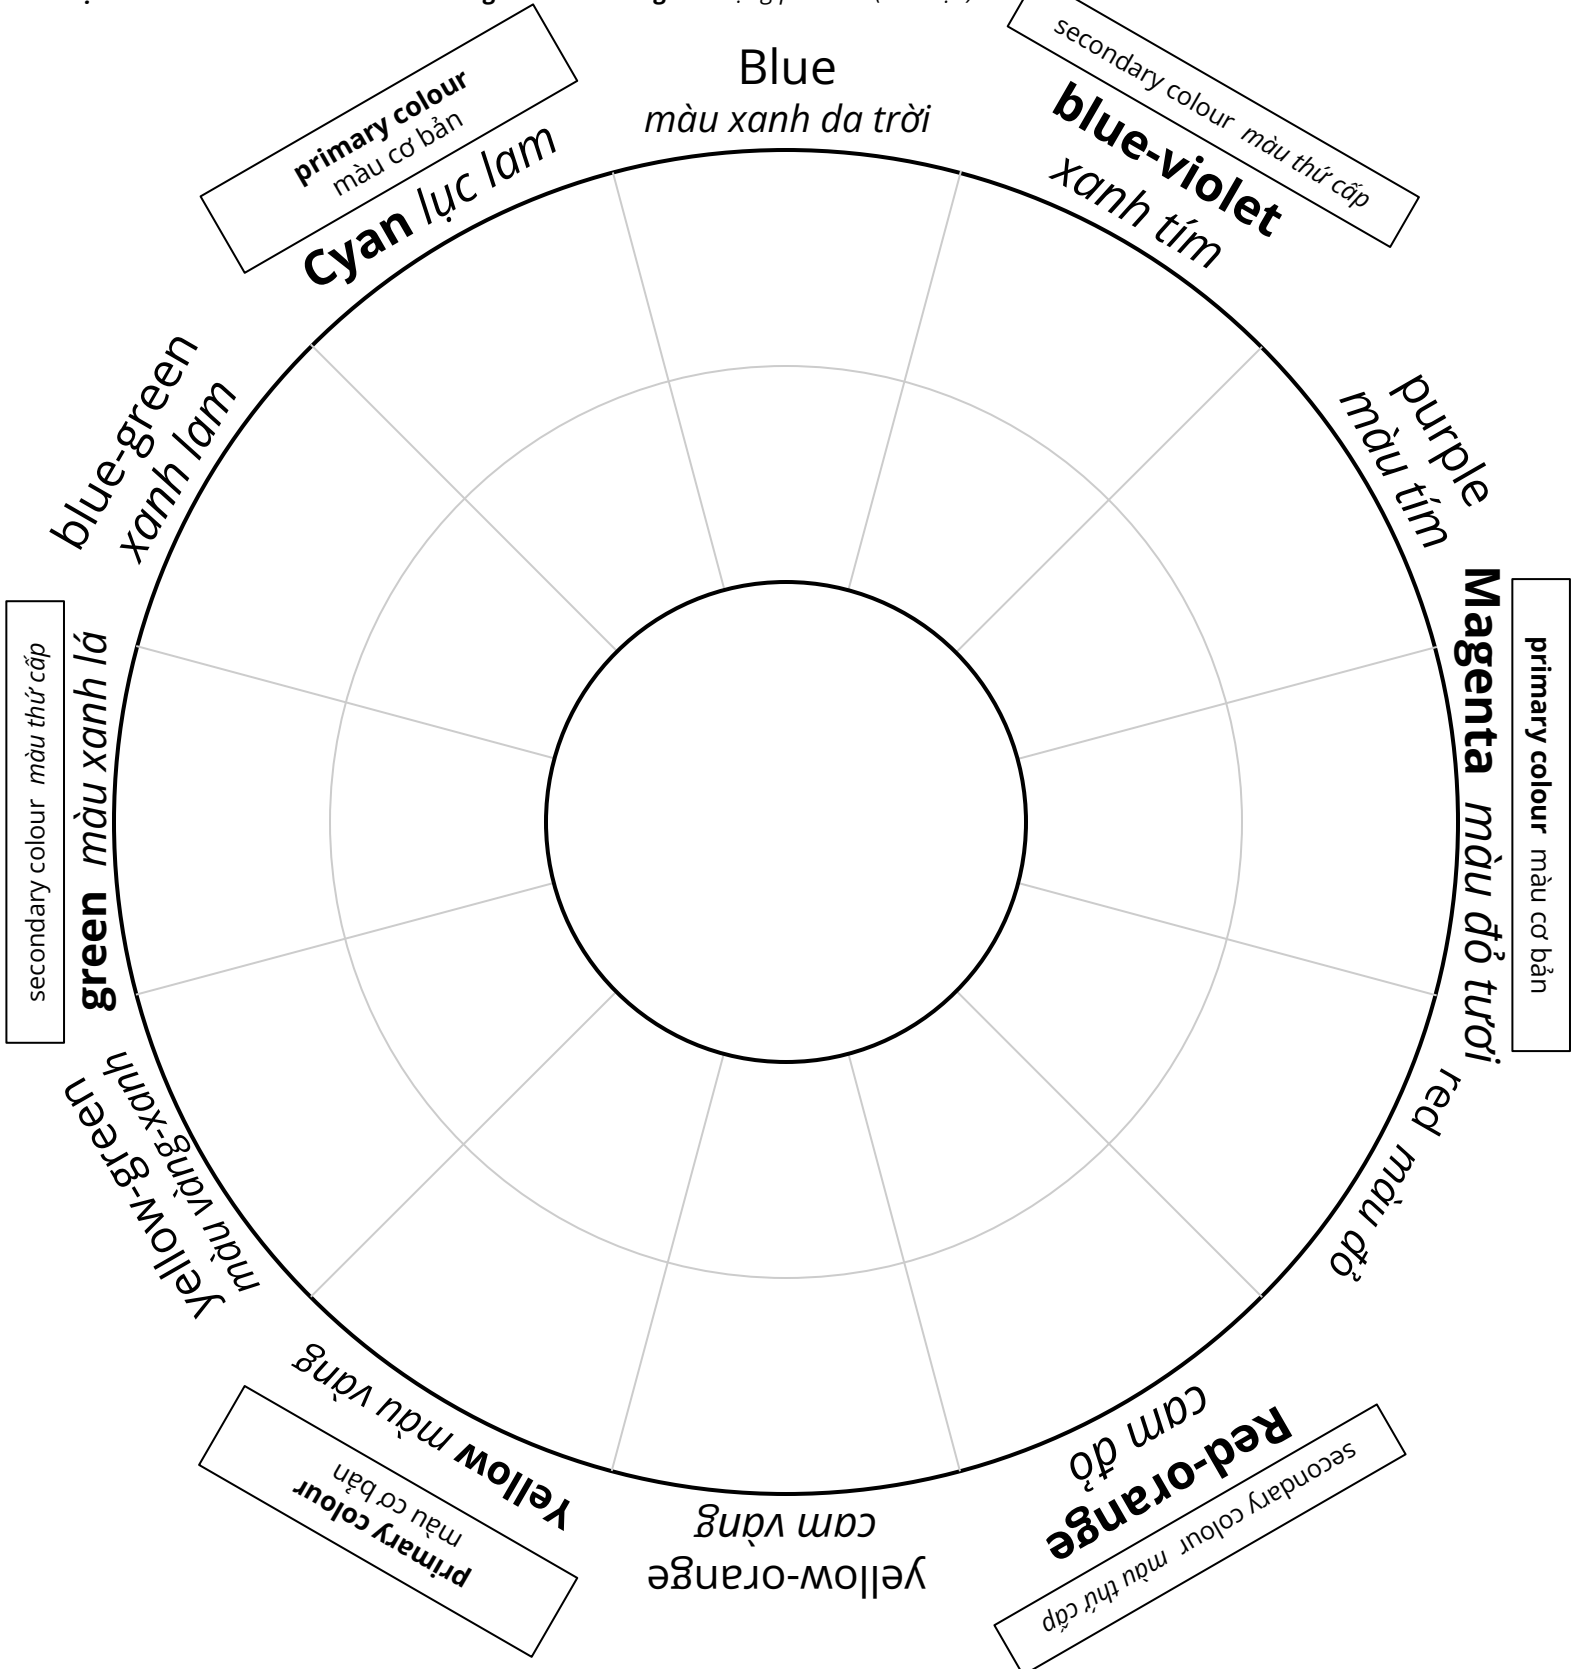 Blue
màu xanh da trời
secondary colour màu thứ cấp
blue-violet
xanh tím
purple
màu tím
primary colour màu cơ bản
Magenta màu đỏ tươi
red màu đỏ
cam đỏ
Red-orange
secondary colour màu thứ cấp
cam vàng
yellow-orange
Yellow màu vàng
màu cơ bản
primary colour
màu vàng-xanh
yellow-green
secondary colour màu thứ cấp
green màu xanh lá
blue-green
xanh lam
primary colour
màu cơ bản
Cyan lục lam